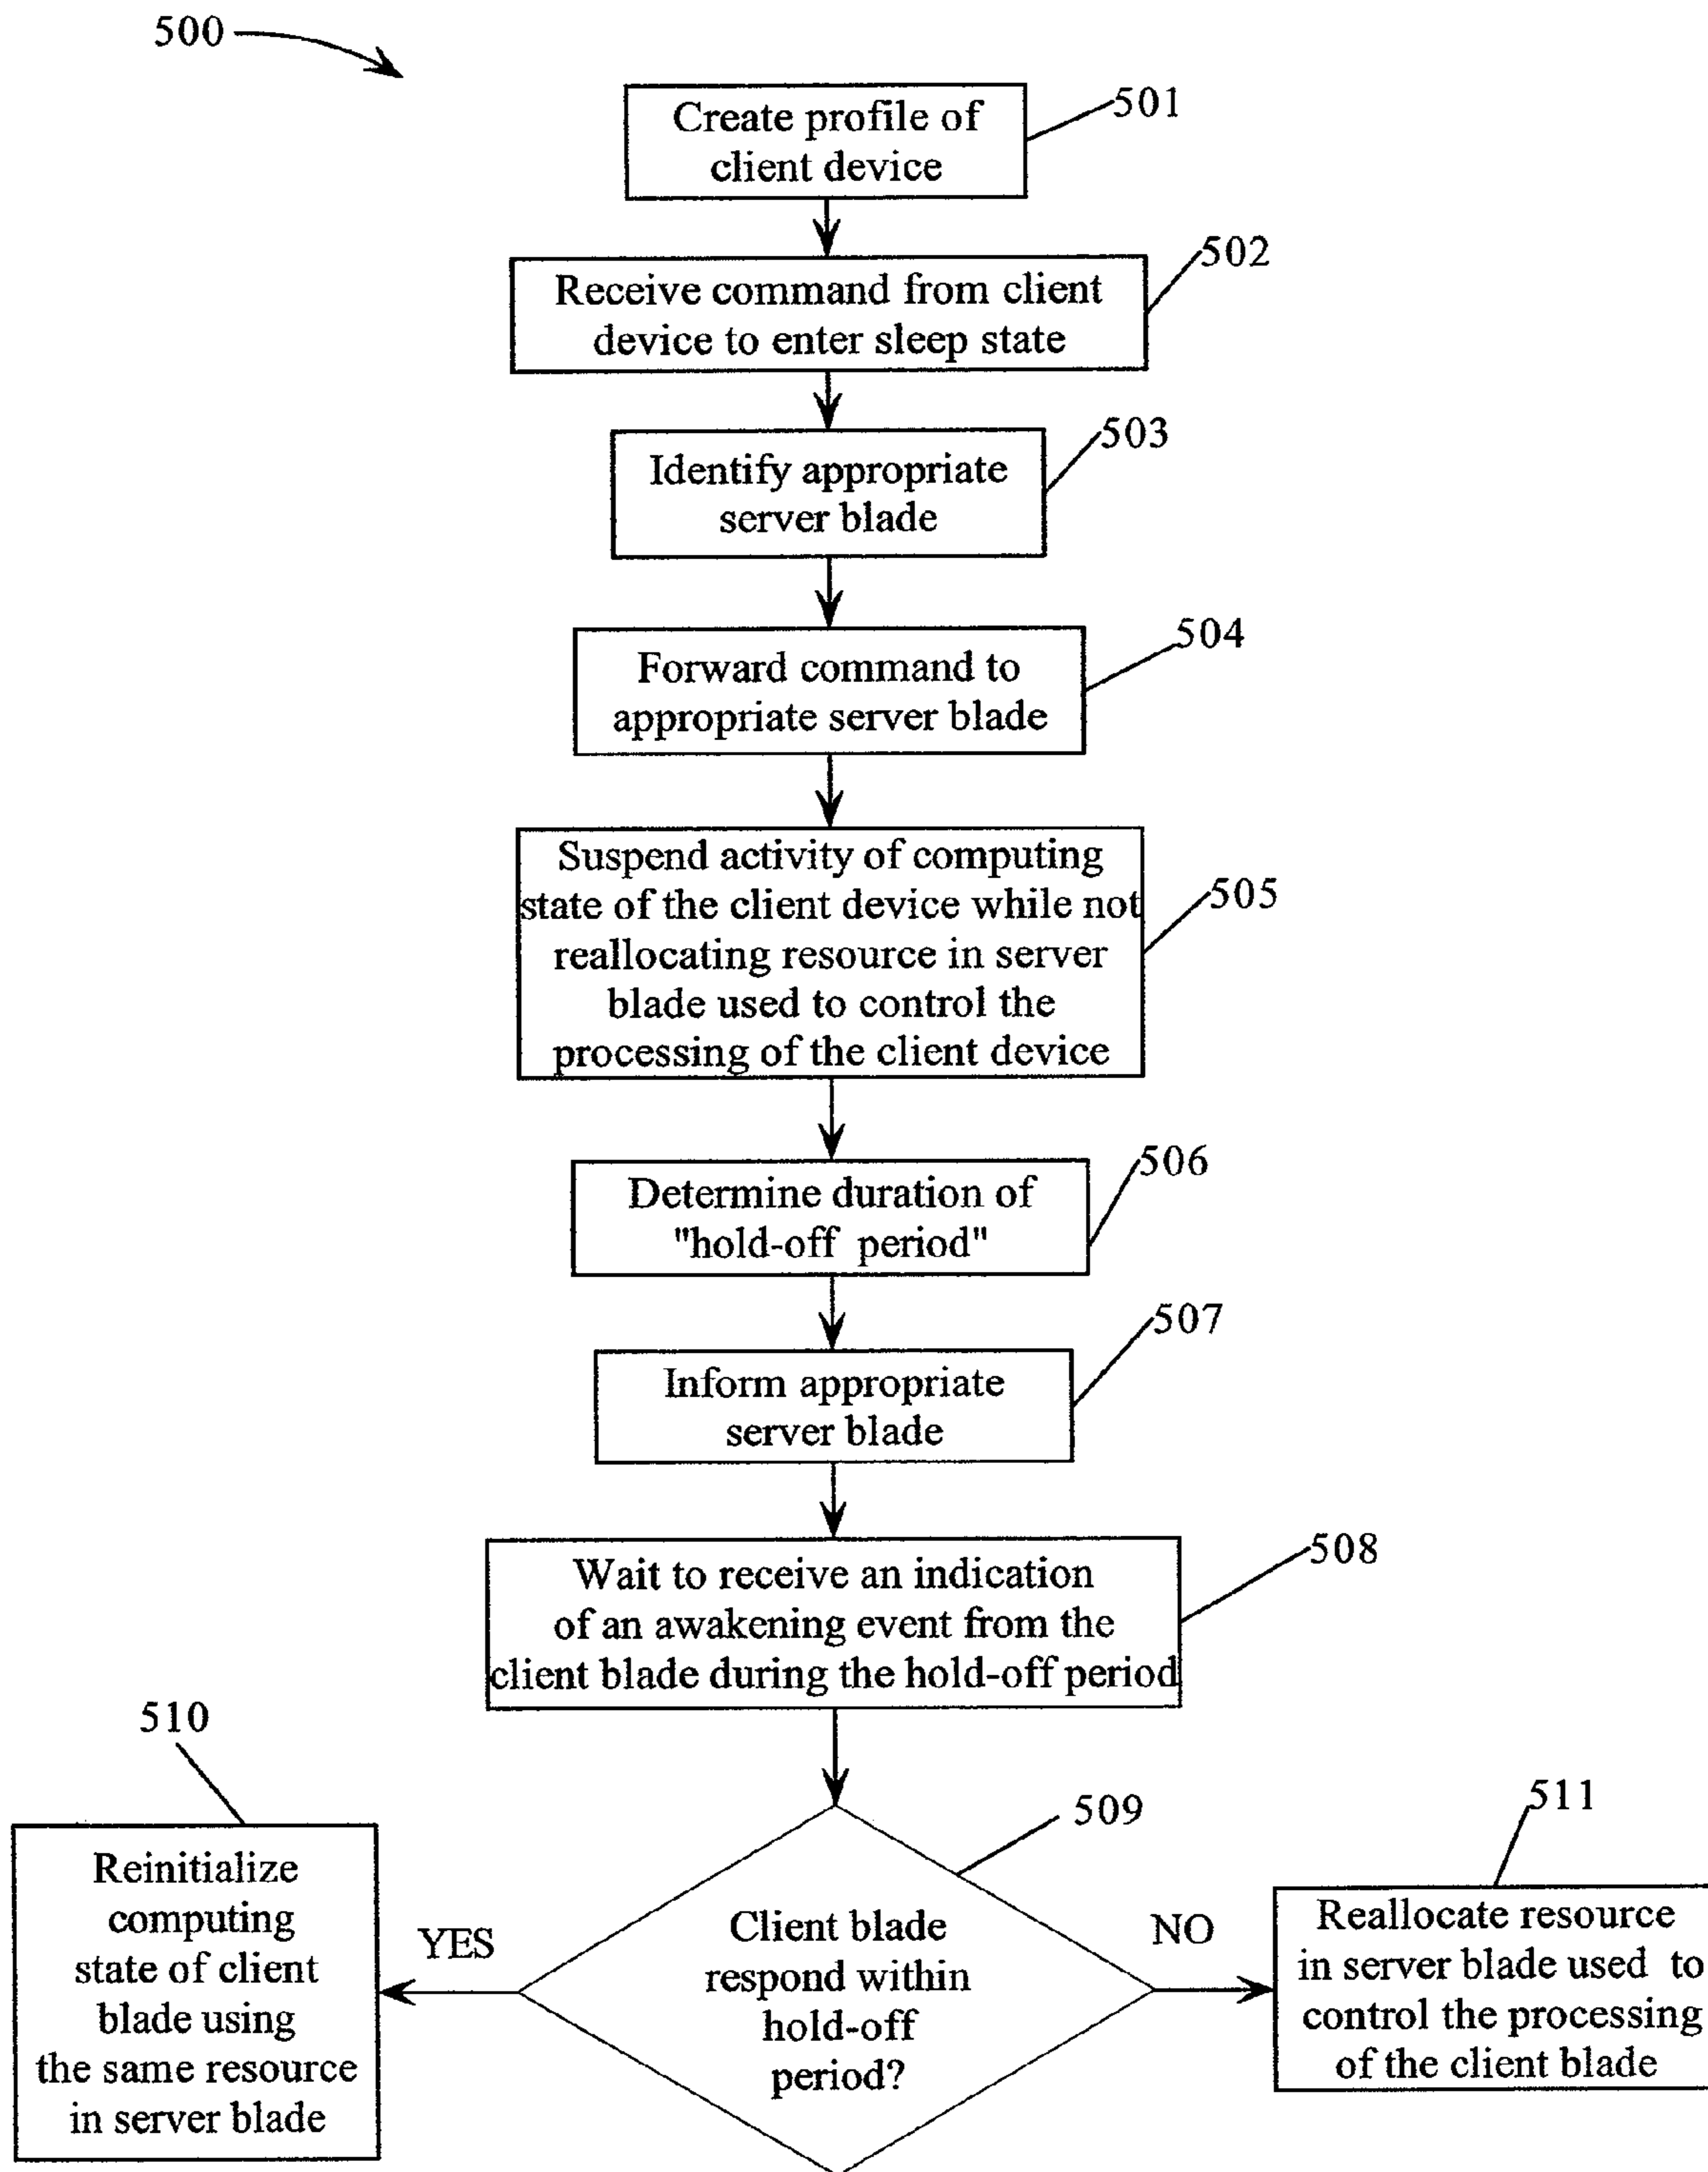 500
Create profile of
client device
501
Receive command from client
device to enter sleep state
502
Identify appropriate
server blade
503
Forward command to
appropriate server blade
504
Suspend activity of computing
state of the client device while not
reallocating resource in server
blade used to control the
processing of the client device
505
Determine duration of
"hold-off period"
506
Inform appropriate
server blade
507
Wait to receive an indication
of an awakening event from the
client blade during the hold-off period
508
Client blade
respond within
hold-off
period?
509
YES
510
Reinitialize
computing
state of client
blade using
the same resource
in server blade
NO
511
Reallocate resource
in server blade used to
control the processing
of the client blade